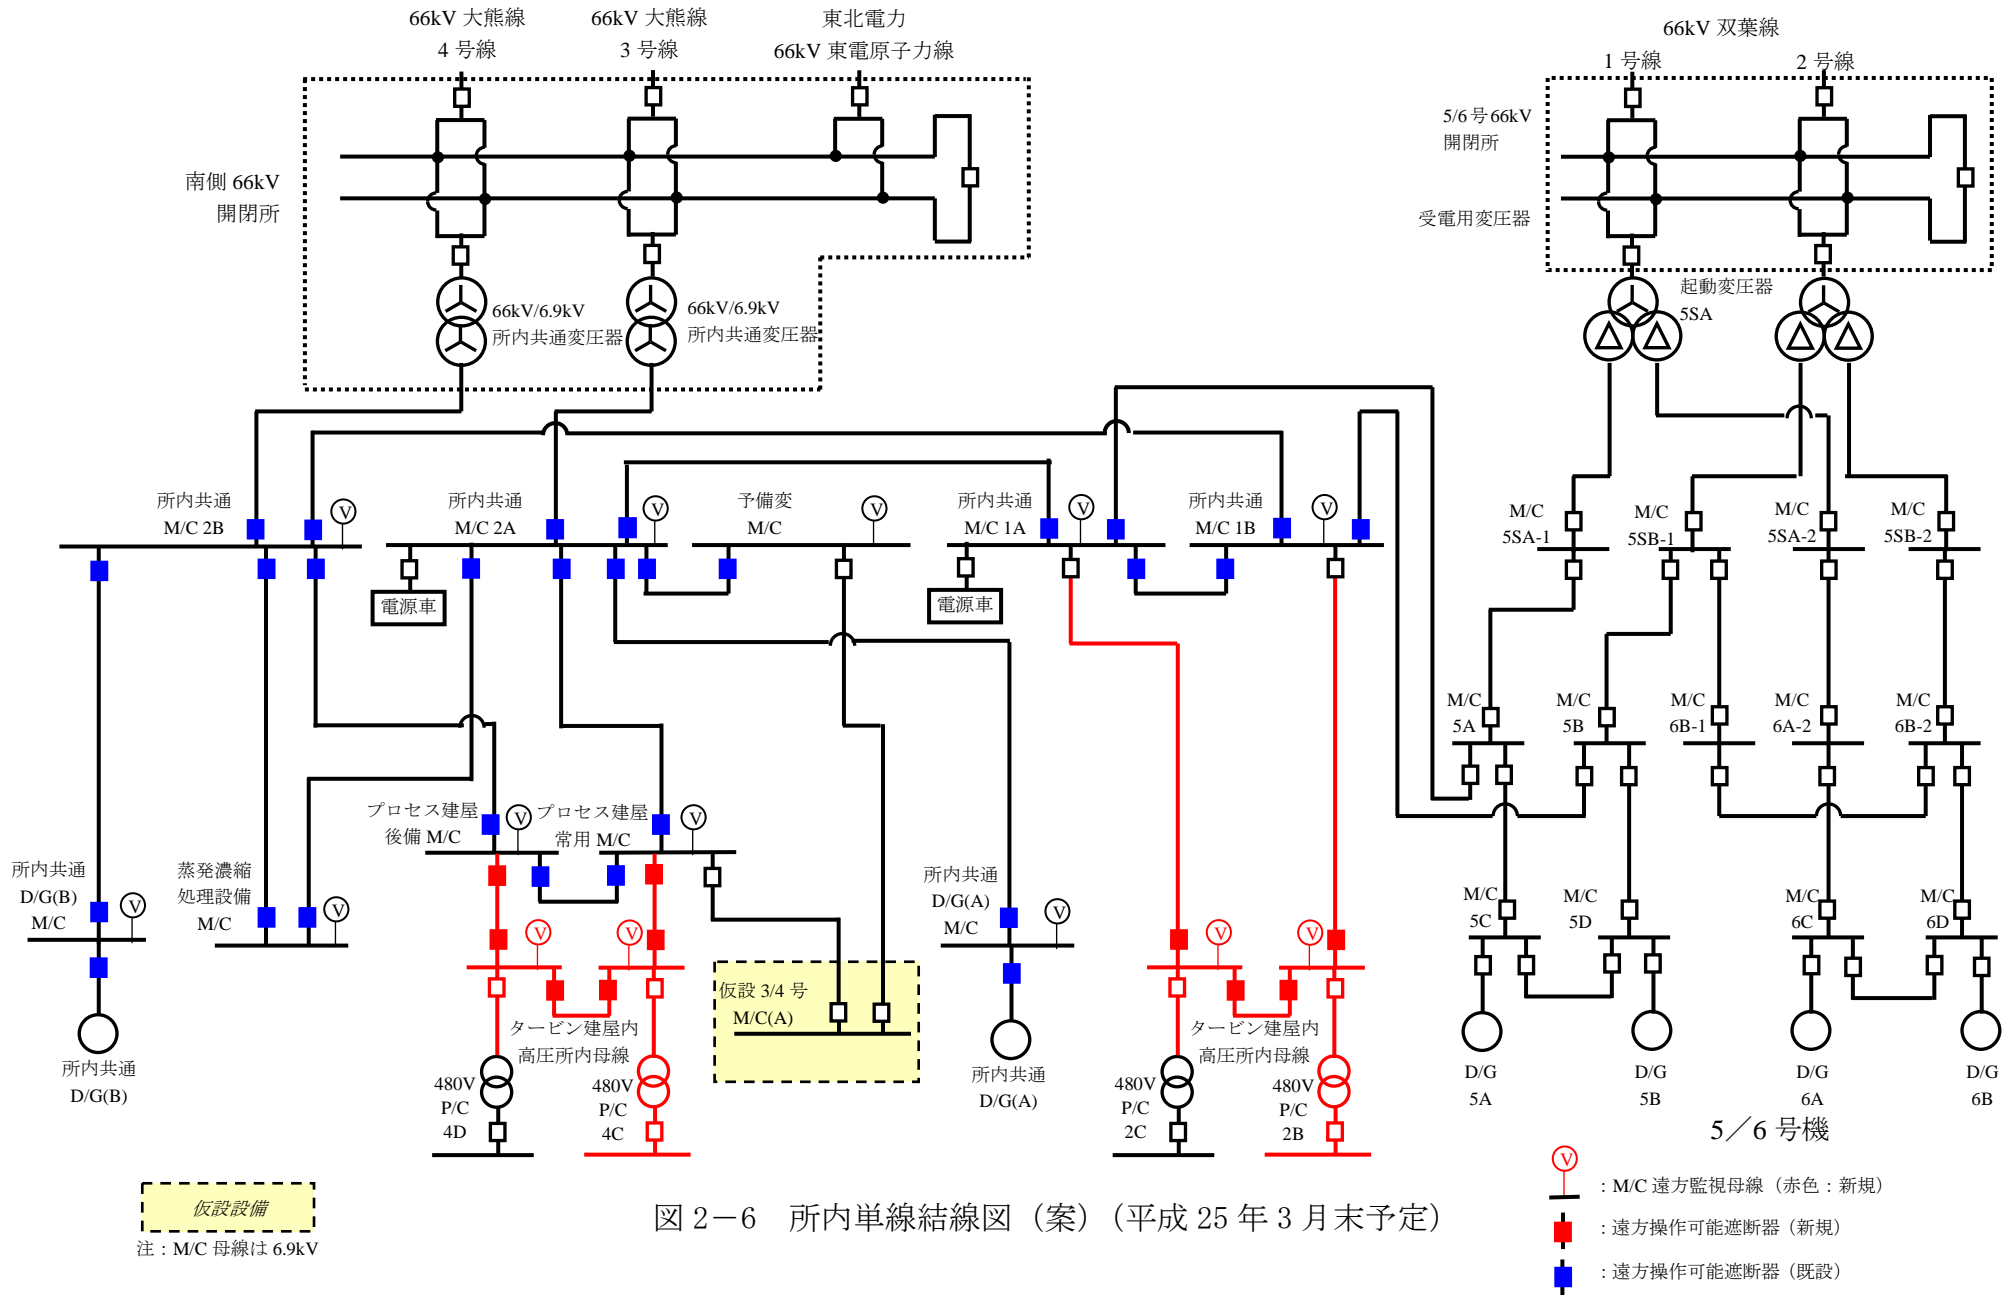 66kV 大熊線
4 号線
66kV 大熊線
3 号線
東北電力
66kV 東電原子力線
66kV 双葉線
1 号線
2 号線
南側 66kV
開閉所
5/6 号 66kV
開閉所
受電用変圧器
66kV/6.9kV
所内共通変圧器
66kV/6.9kV
所内共通変圧器
起動変圧器
5SA
所内共通
M/C 2B
V
所内共通
M/C 2A
V
予備変
M/C
V
所内共通
M/C 1A
V
所内共通
M/C 1B
V
M/C
5SA-1
M/C
5SB-1
M/C
5SA-2
M/C
5SB-2
電源車
電源車
M/C
5A
M/C
5B
M/C
6B-1
M/C
6A-2
M/C
6B-2
プロセス建屋
後備 M/C
V
プロセス建屋
常用 M/C
V
所内共通
D/G(B)
M/C
V
蒸発濃縮
処理設備
M/C
V
所内共通
D/G(A)
M/C
V
M/C
5C
M/C
5D
M/C
6C
M/C
6D
V
V
V
V
仮設 3/4 号
M/C(A)
タービン建屋内
高圧所内母線
タービン建屋内
高圧所内母線
所内共通
D/G(B)
480V
P/C
4D
480V
P/C
4C
所内共通
D/G(A)
480V
P/C
2C
480V
P/C
2B
D/G
5A
D/G
5B
D/G
6A
D/G
6B
5／6 号機
仮設設備
注：M/C 母線は 6.9kV
図 2－6　所内単線結線図（案）（平成 25 年 3 月末予定）
V
：M/C 遠方監視母線（赤色：新規）
：遠方操作可能遮断器（新規）
：遠方操作可能遮断器（既設）